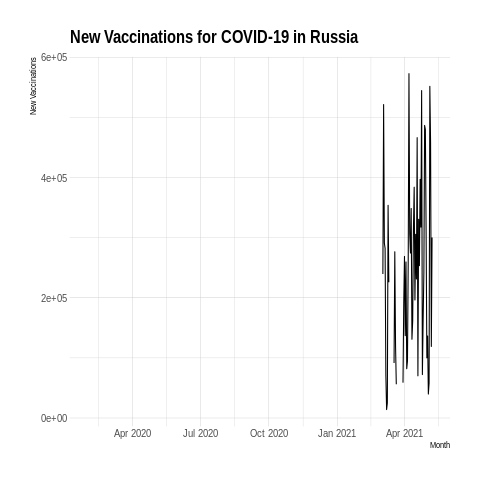 New Vaccinations for COVID-19 in Russia
New Vaccinations
6e+05
4e+05
2e+05
0e+00
Apr 2020 Jul 2020 Oct 2020 Jan 2021 Apr 2021
Month